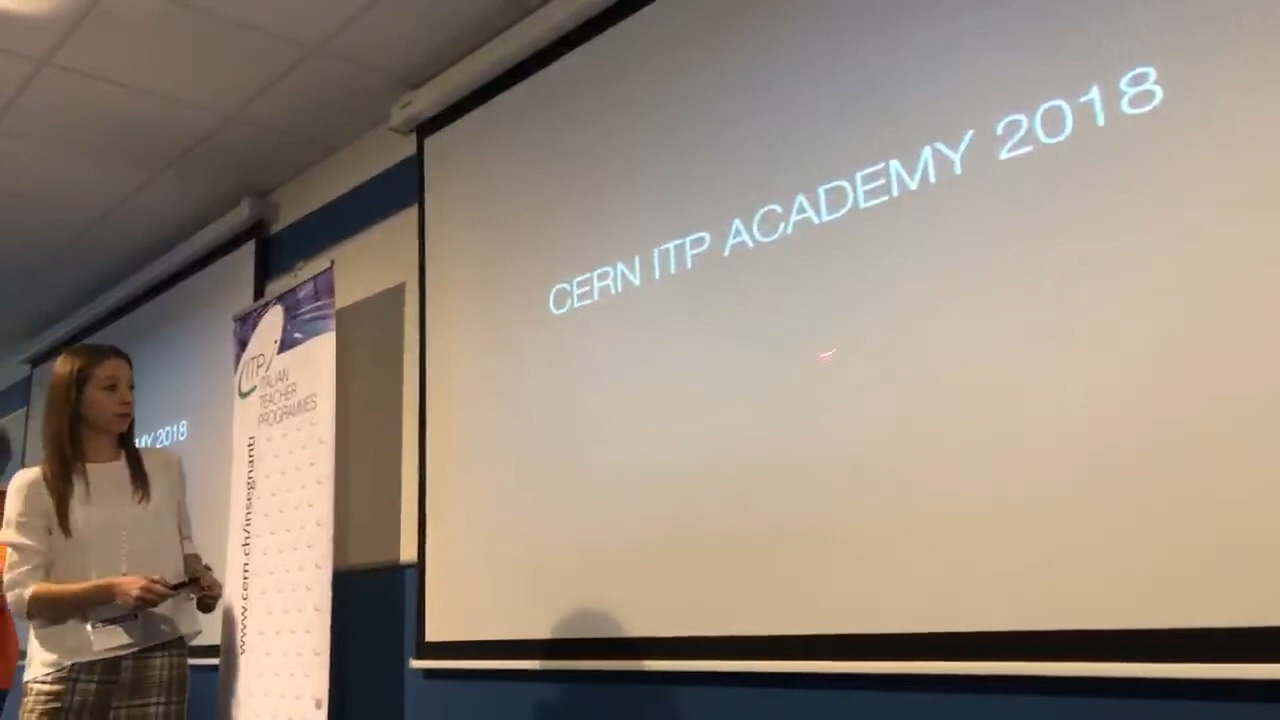 CERN ITP ACADEMY 2018
MY 2018
ITP
ITALIAN
TEACHER
PROGRAMMES
www.cern.ch/insegnanti